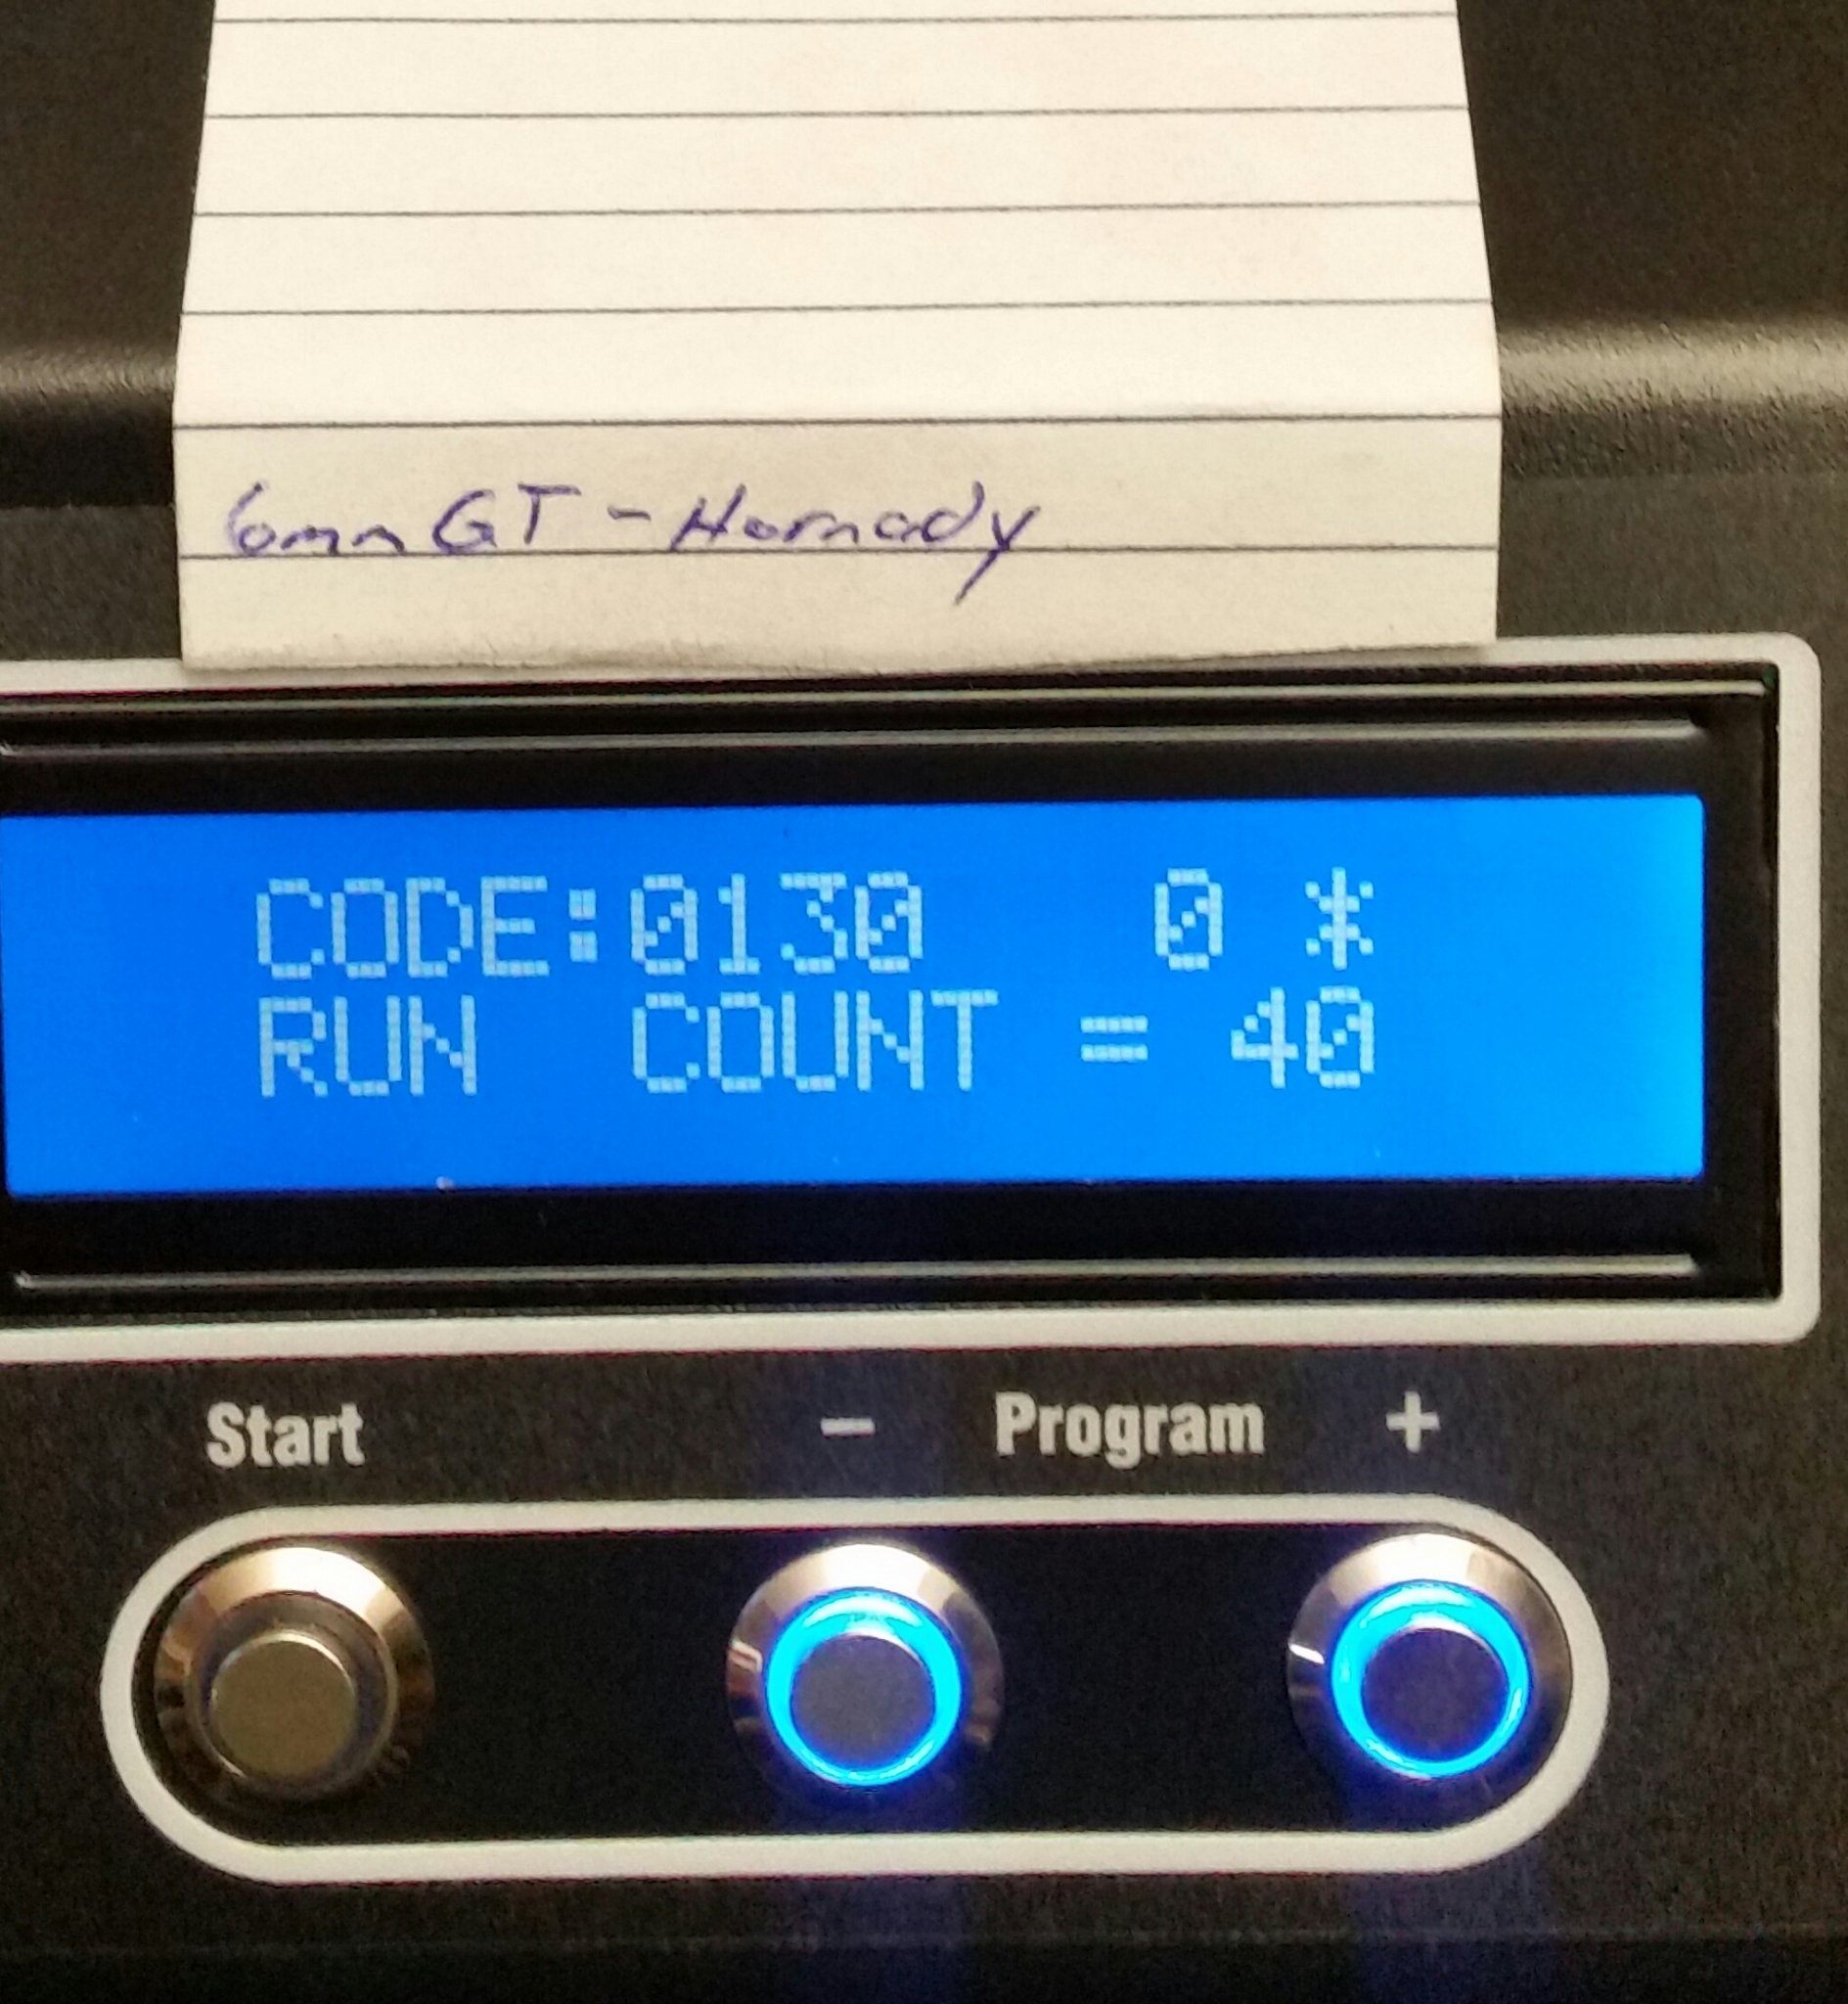 6mm GT - Hornady
CODE:0130 0 *
RUN COUNT = 40
Start - Program +